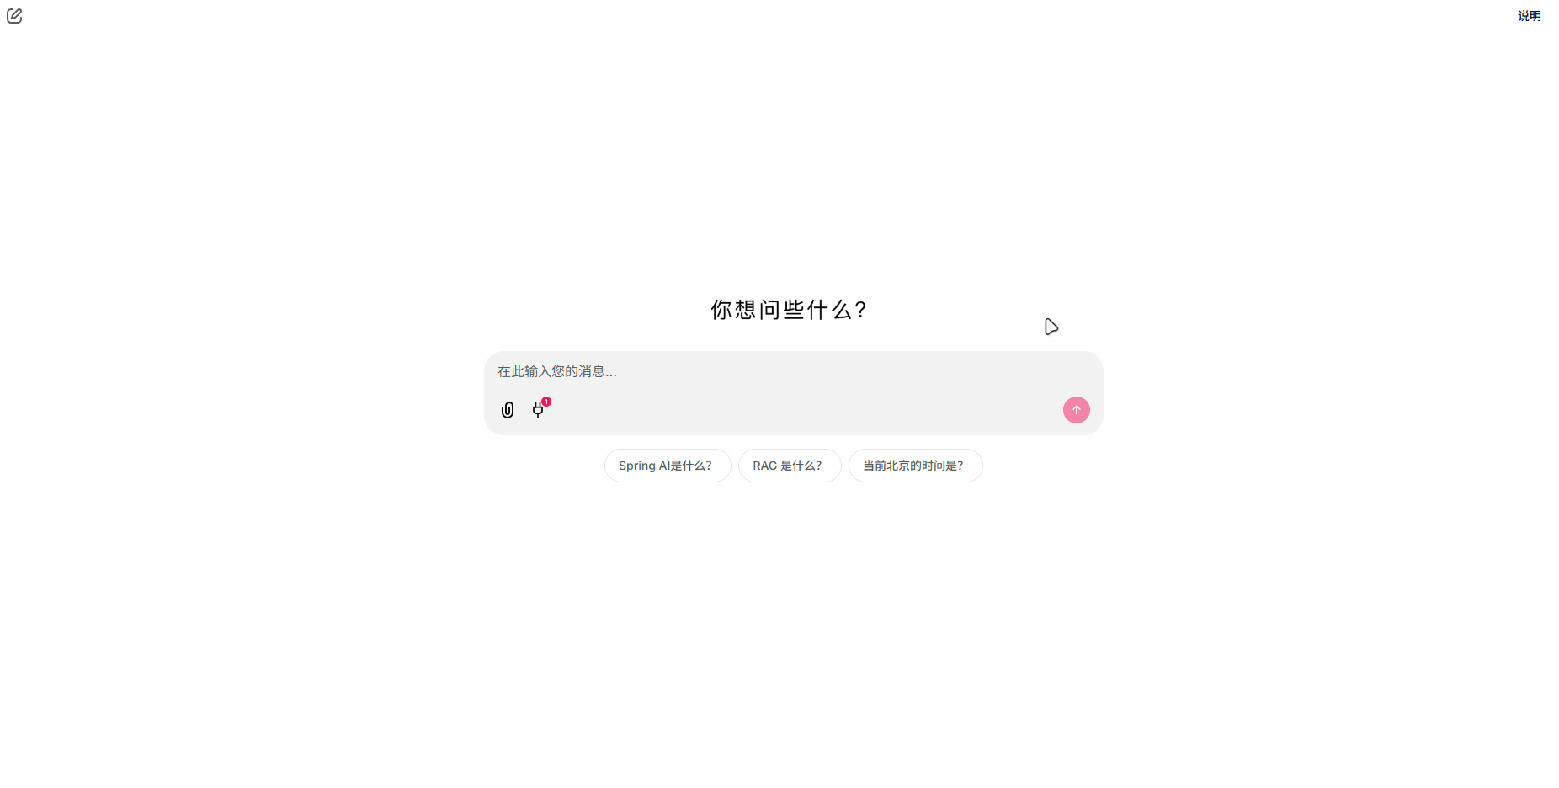 说明
你想问些什么?
在此输入您的消息...
1
Spring AI是什么?
RAG 是什么?
当前北京的时间是?